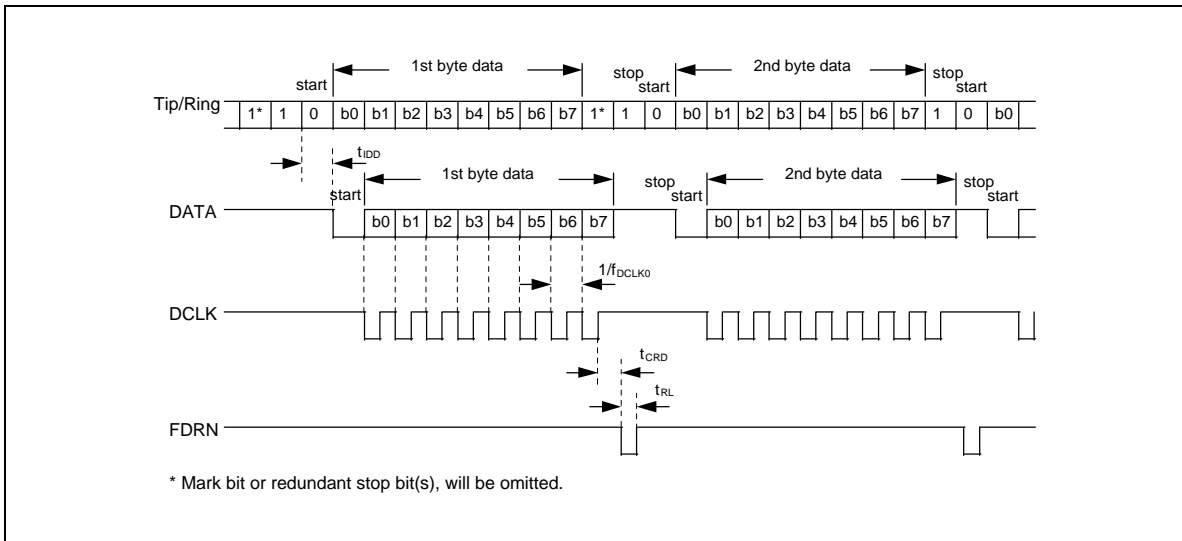 1st byte data
2nd byte data
start
stop
start
stop
start
Tip/Ring
1* 1 0 b0 b1 b2 b3 b4 b5 b6 b7 1* 1 0 b0 b1 b2 b3 b4 b5 b6 b7 1 0 b0
tIDD
1st byte data
2nd byte data
start
stop
start
stop
start
DATA
b0 b1 b2 b3 b4 b5 b6 b7 b0 b1 b2 b3 b4 b5 b6 b7
1/fDCLK0
DCLK
tCRD
tRL
FDRN
* Mark bit or redundant stop bit(s), will be omitted.